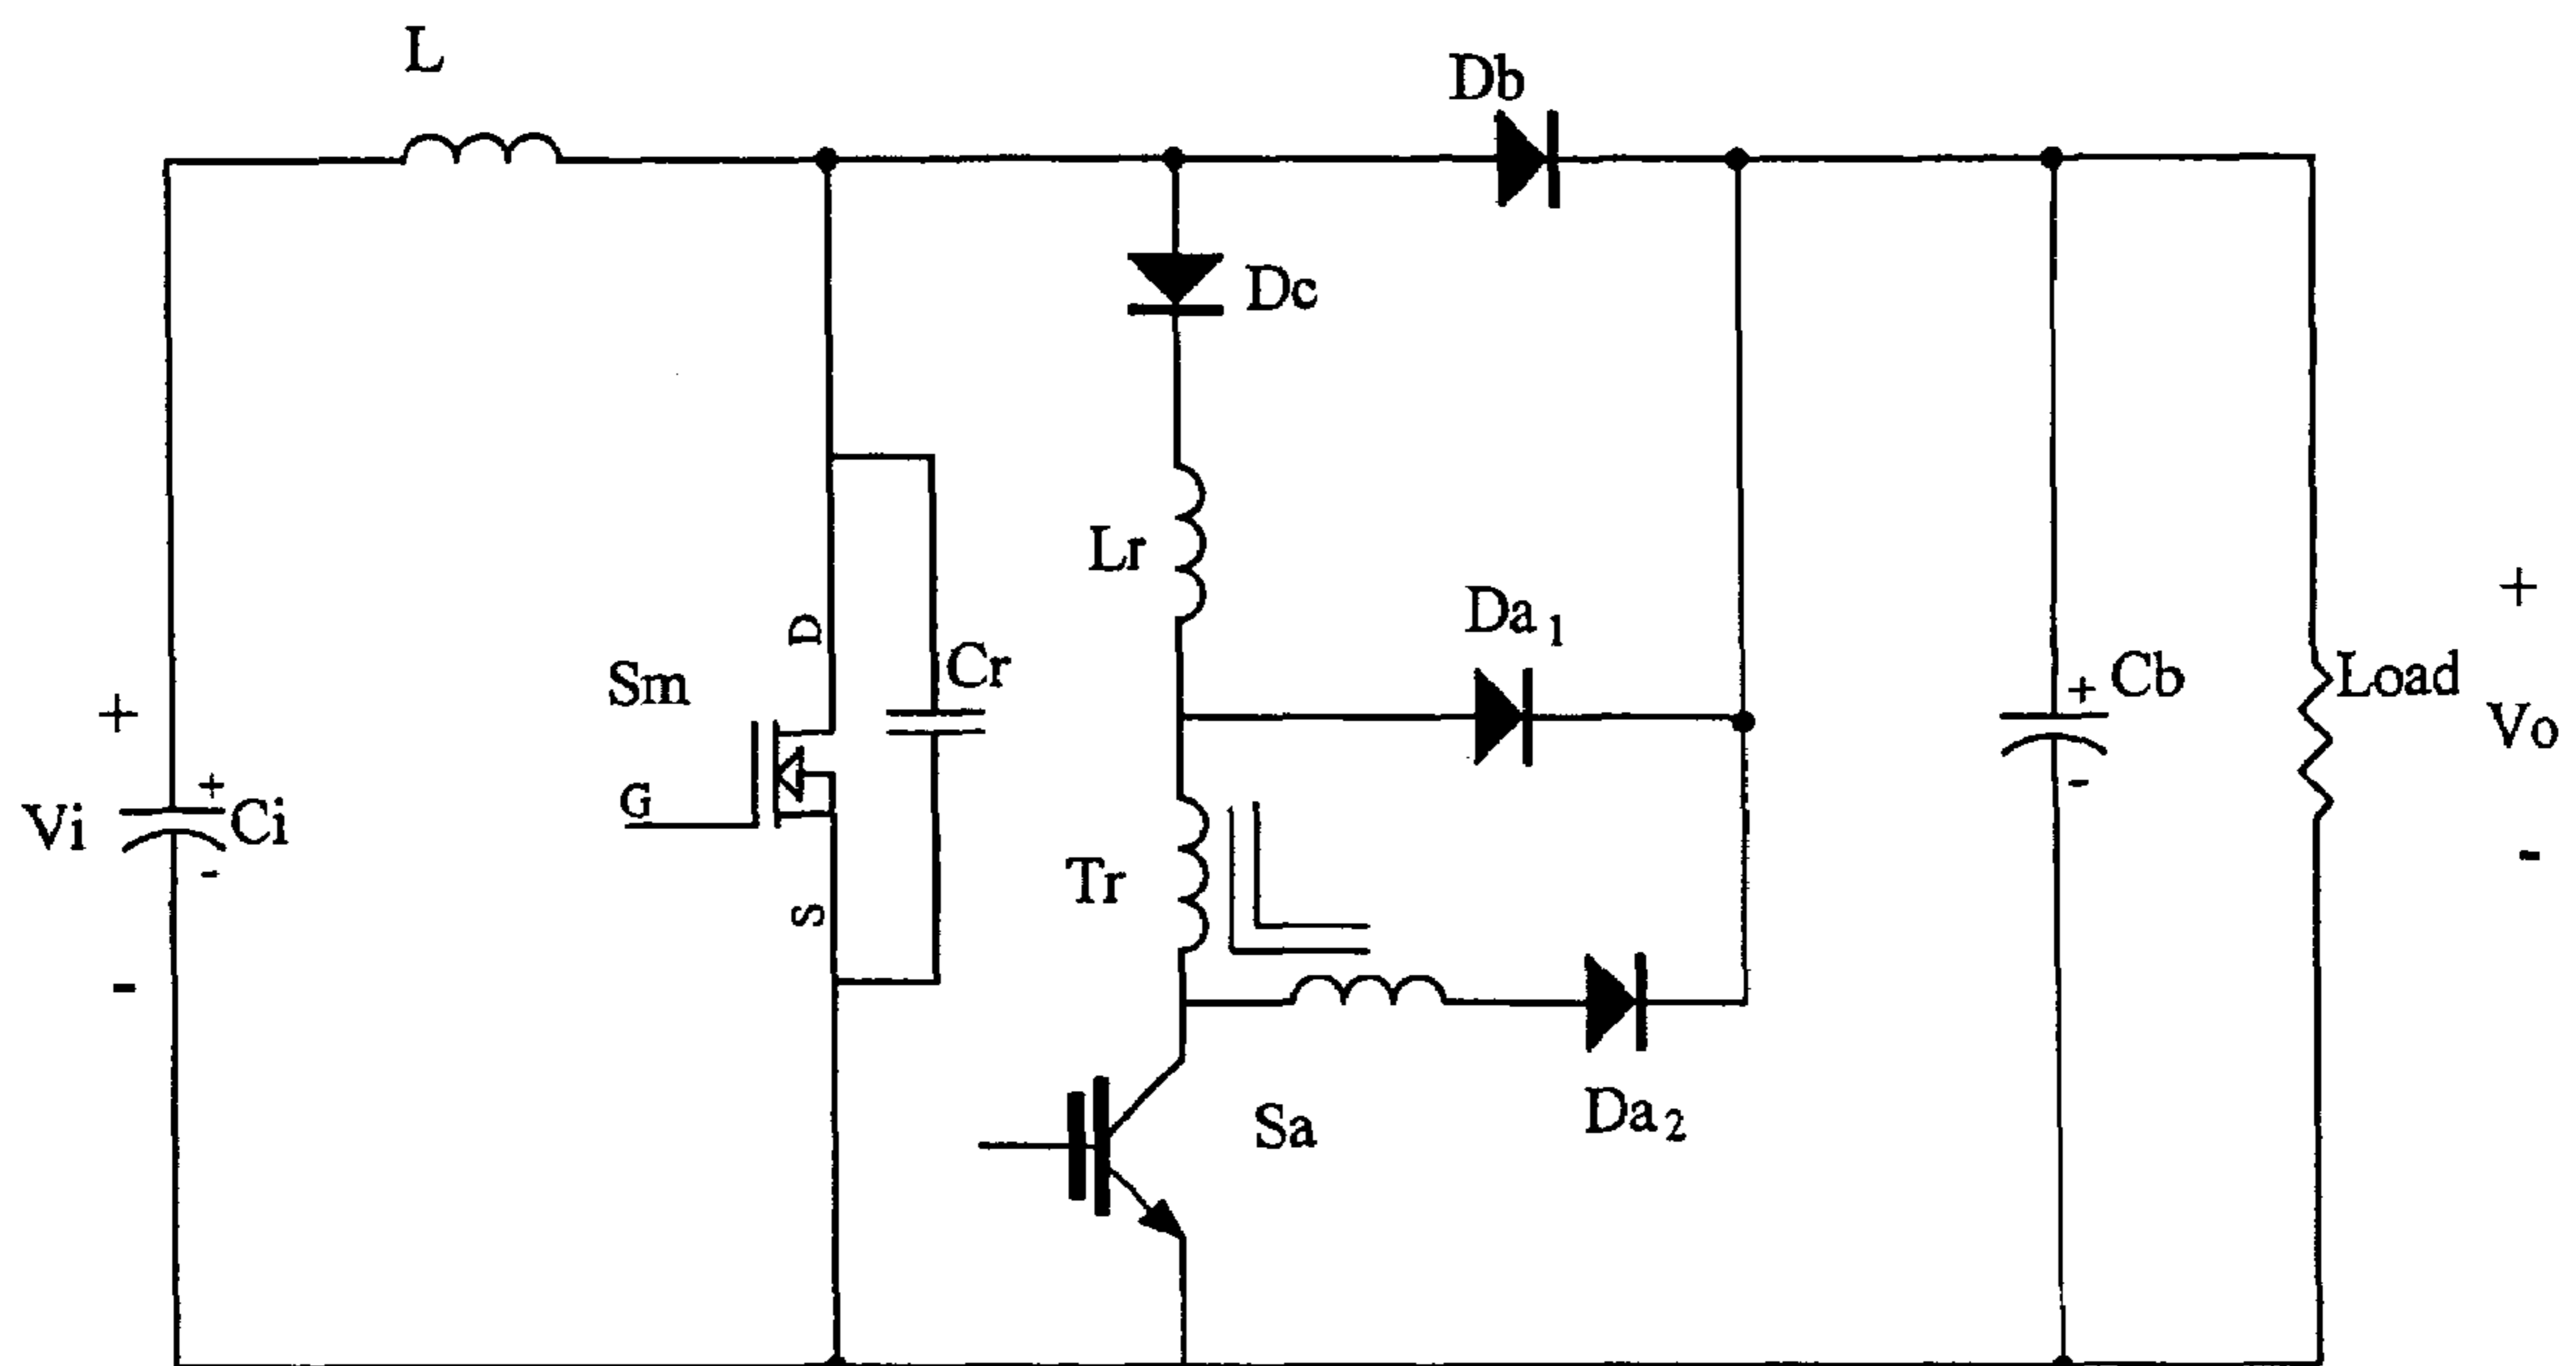 L
Db
Dc
Lr
Da1
D
Sm
Cr
+
+
Cb
Load
+
Vo
-
-
G
+
Vi
+
Ci
-
-
S
Tr
Sa
Da2